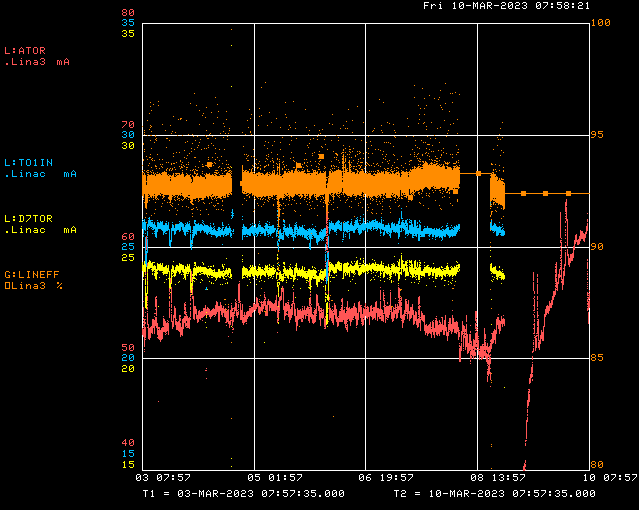 Fri 10-MAR-2023 07:58:21
80
35
35
100
L:ATOR
.Lina3 mA
70
30
30
95
L:TO1IN
.Linac mA
L:D7TOR
.Linac mA
60
25
25
90
G:LINEFF
Lina3 %
50
20
20
85
40
15
15
80
03 07:57 05 01:57 06 19:57 08 13:57 10 07:57
T1 = 03-MAR-2023 07:57:35.000 T2 = 10-MAR-2023 07:57:35.000